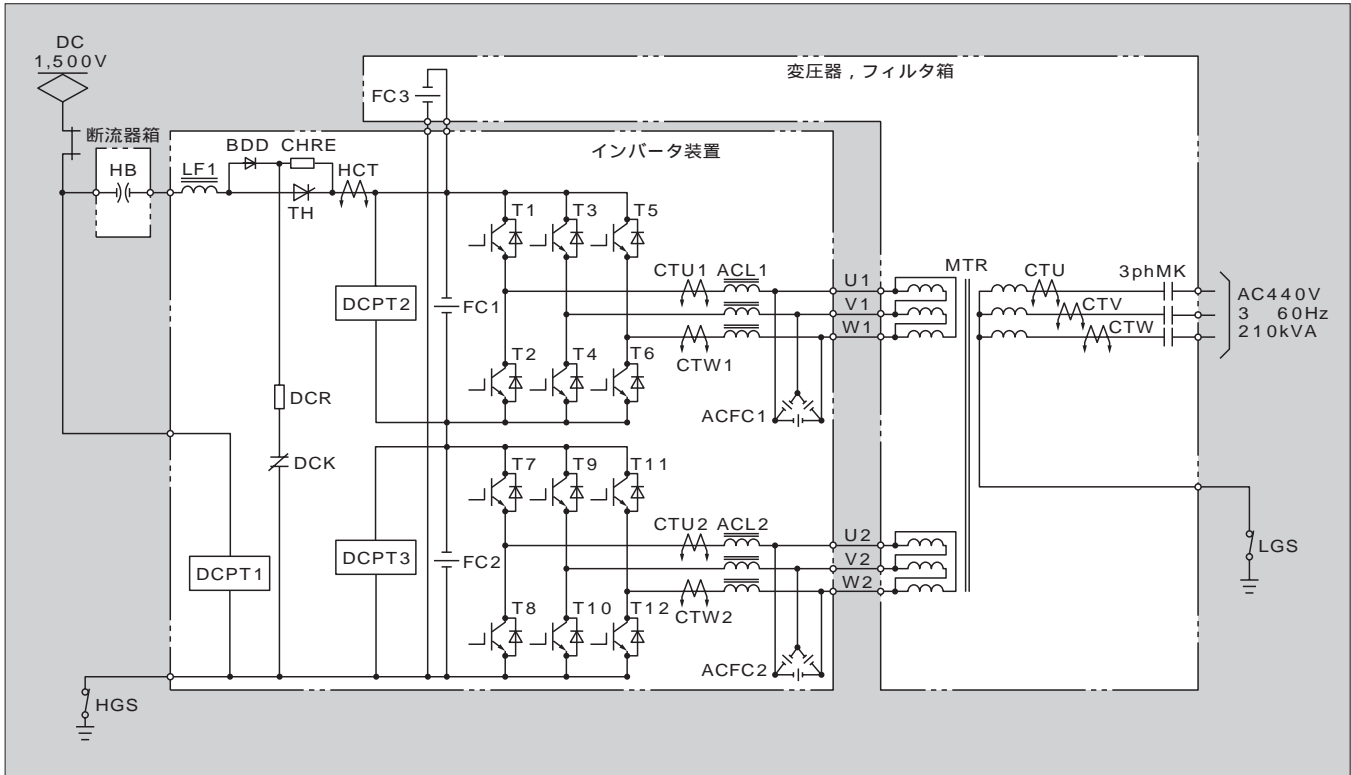 DC
1,500V
変圧器，フィルタ箱
FC3
断流器箱
HB
BDD
CHRE
インバータ装置
LF1
HCT
TH
T1
T3
T5
CTU1
ACL1
U1
MTR
CTU
3phMK
DCPT2
FC1
V1
CTV
AC440V
3 60Hz
210kVA
W1
CTW
T2
T4
T6
CTW1
DCR
ACFC1
DCK
T7
T9
T11
CTU2
ACL2
U2
DCPT1
DCPT3
FC2
V2
LGS
W2
T8
T10
T12
CTW2
ACFC2
HGS